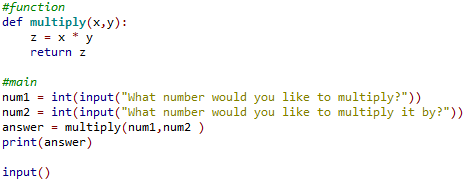 #function
def multiply(x,y):
    z = x * y
    return z
#main
num1 = int(input("What number would you like to multiply?"))
num2 = int(input("What number would you like to multiply it by?"))
answer = multiply(num1,num2 )
print(answer)
input()